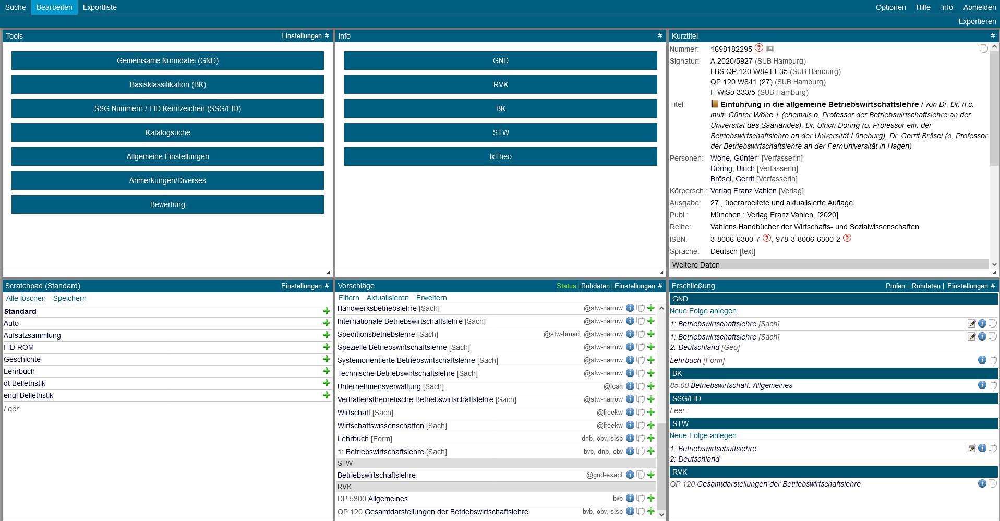 Suche Bearbeiten Exportliste Optionen Hilfe Info Abmelden
Exportieren
Tools Einstellungen #
Gemeinsame Normdatei (GND)
Basisklassifikation (BK)
SSG Nummern / FID Kennzeichen (SSG/FID)
Katalogsuche
Allgemeine Einstellungen
Anmerkungen/Diverses
Bewertung
Info #
GND
RVK
BK
STW
IxTheo
Kurztitel #
Nummer: 1698182295
Signatur: A 2020/5927 (SUB Hamburg)
LBS QP 120 W841 E35 (SUB Hamburg)
QP 120 W841 (27) (SUB Hamburg)
F WiSo 333/5 (SUB Hamburg)
Titel: Einführung in die allgemeine Betriebswirtschaftslehre / von Dr. Dr. h.c.
mult. Günter Wöhe † (ehemals o. Professor der Betriebswirtschaftslehre an der
Universität des Saarlandes), Dr. Ulrich Döring (o. Professor em. der
Betriebswirtschaftslehre an der Universität Lüneburg), Dr. Gerrit Brösel (o. Professor
der Betriebswirtschaftslehre an der FernUniversität in Hagen)
Personen: Wöhe, Günter* [VerfasserIn]
Döring, Ulrich [VerfasserIn]
Brösel, Gerrit [VerfasserIn]
Körpersch.: Verlag Franz Vahlen [Verlag]
Ausgabe: 27., überarbeitete und aktualisierte Auflage
Publ.: München : Verlag Franz Vahlen, [2020]
Reihe: Vahlens Handbücher der Wirtschafts- und Sozialwissenschaften
ISBN: 3-8006-6300-7 , 978-3-8006-6300-2
Sprache: Deutsch [text]
Weitere Daten
Scratchpad (Standard) Einstellungen #
Alle löschen Speichern
Standard
Auto
Aufsatzsammlung
FID ROM
Geschichte
Lehrbuch
dt Belletristik
engl Belletristik
Leer.
Vorschläge Status | Rohdaten | Einstellungen #
Filtern Aktualisieren Erweitern
Handwerksbetriebslehre [Sach] @stw-narrow
Internationale Betriebswirtschaftslehre [Sach] @stw-narrow
Speditionsbetriebslehre [Sach] @stw-broad, @stw-narrow
Spezielle Betriebswirtschaftslehre [Sach] @stw-narrow
Systemorientierte Betriebswirtschaftslehre [Sach] @stw-narrow
Technische Betriebswirtschaftslehre [Sach] @stw-narrow
Unternehmensverwaltung [Sach] @lcsh
Verhaltenstheoretische Betriebswirtschaftslehre [Sach] @stw-narrow
Wirtschaft [Sach] @freekw
Wirtschaftswissenschaften [Sach] @freekw
Lehrbuch [Form] dnb, obv, slsp
1: Betriebswirtschaftslehre [Sach] bvb, dnb, obv
STW
Betriebswirtschaftslehre @gnd-exact
RVK
DP 5300 Allgemeines bvb
QP 120 Gesamtdarstellungen der Betriebswirtschaftslehre bvb, obv, slsp
Erschließung Prüfen | Rohdaten | Einstellungen #
GND
Neue Folge anlegen
1: Betriebswirtschaftslehre [Sach]
1: Betriebswirtschaftslehre [Sach]
2: Deutschland [Geo]
Lehrbuch [Form]
BK
85.00 Betriebswirtschaft: Allgemeines
SSG/FID
Leer.
STW
Neue Folge anlegen
1: Betriebswirtschaftslehre
2: Deutschland
RVK
QP 120 Gesamtdarstellungen der Betriebswirtschaftslehre